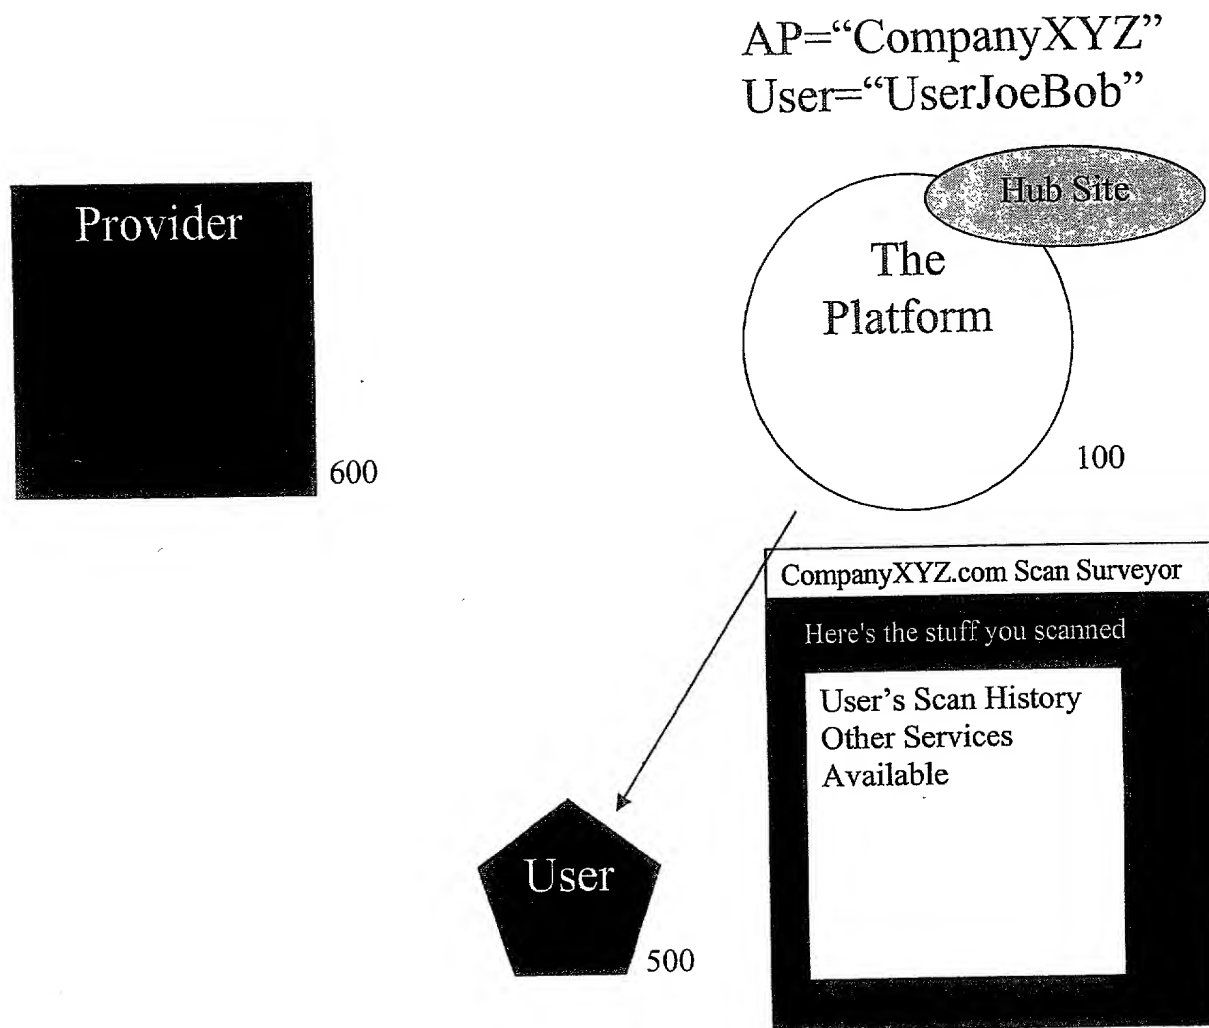 AP=“CompanyXYZ”
User=“UserJoeBob”
Hub Site
Provider
The
Platform
600
100
CompanyXYZ.com Scan Surveyor
Here's the stuff you scanned
User’s Scan History
Other Services
Available
User
500